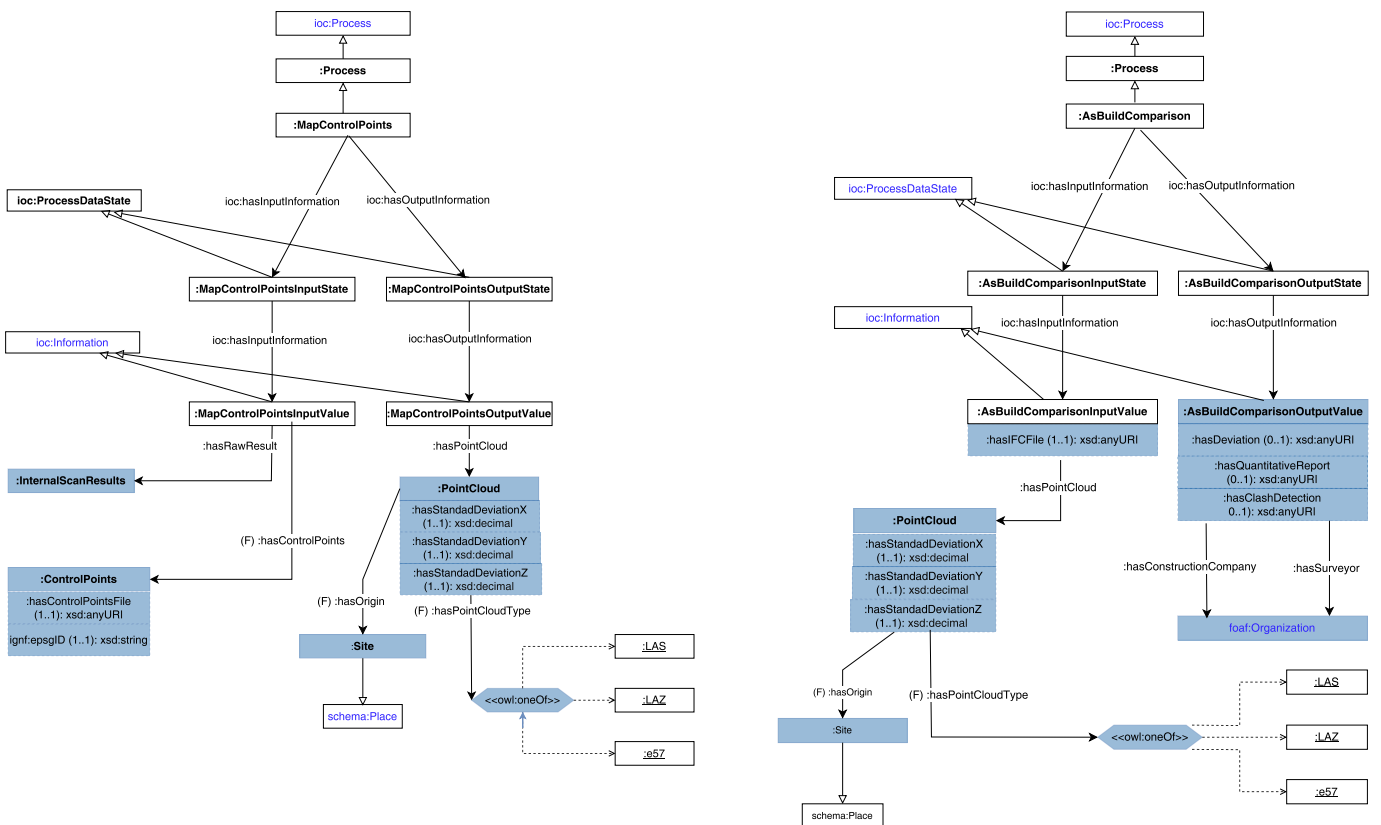 ioc:Process
:Process
:MapControlPoints
ioc:hasInputInformation
ioc:hasOutputInformation
ioc:ProcessDataState
:MapControlPointsInputState
:MapControlPointsOutputState
ioc:Information
ioc:hasInputInformation
ioc:hasOutputInformation
:MapControlPointsInputValue
:MapControlPointsOutputValue
:hasRawResult
:hasPointCloud
:InternalScanResults
:PointCloud
:hasStandadDeviationX
(1..1): xsd:decimal
:hasStandadDeviationY
(1..1): xsd:decimal
:hasStandadDeviationZ
(1..1): xsd:decimal
(F) :hasControlPoints
:ControlPoints
:hasControlPointsFile
(1..1): xsd:anyURI
ignf:epsgID (1..1): xsd:string
(F) :hasOrigin
(F) :hasPointCloudType
:Site
schema:Place
<<owl:oneOf>>
:LAS
:LAZ
:e57
ioc:Process
:Process
:AsBuildComparison
ioc:hasInputInformation
ioc:hasOutputInformation
ioc:ProcessDataState
:AsBuildComparisonInputState
:AsBuildComparisonOutputState
ioc:Information
ioc:hasInputInformation
ioc:hasOutputInformation
:AsBuildComparisonInputValue
:hasIFCFile (1..1): xsd:anyURI
:AsBuildComparisonOutputValue
:hasDeviation (0..1): xsd:anyURI
:hasQuantitativeReport
(0..1): xsd:anyURI
:hasClashDetection
0..1): xsd:anyURI
:hasPointCloud
:PointCloud
:hasStandadDeviationX
(1..1): xsd:decimal
:hasStandadDeviationY
(1..1): xsd:decimal
:hasStandadDeviationZ
(1..1): xsd:decimal
:hasConstructionCompany
:hasSurveyor
foaf:Organization
(F) :hasOrigin
(F) :hasPointCloudType
:Site
schema:Place
<<owl:oneOf>>
:LAS
:LAZ
:e57